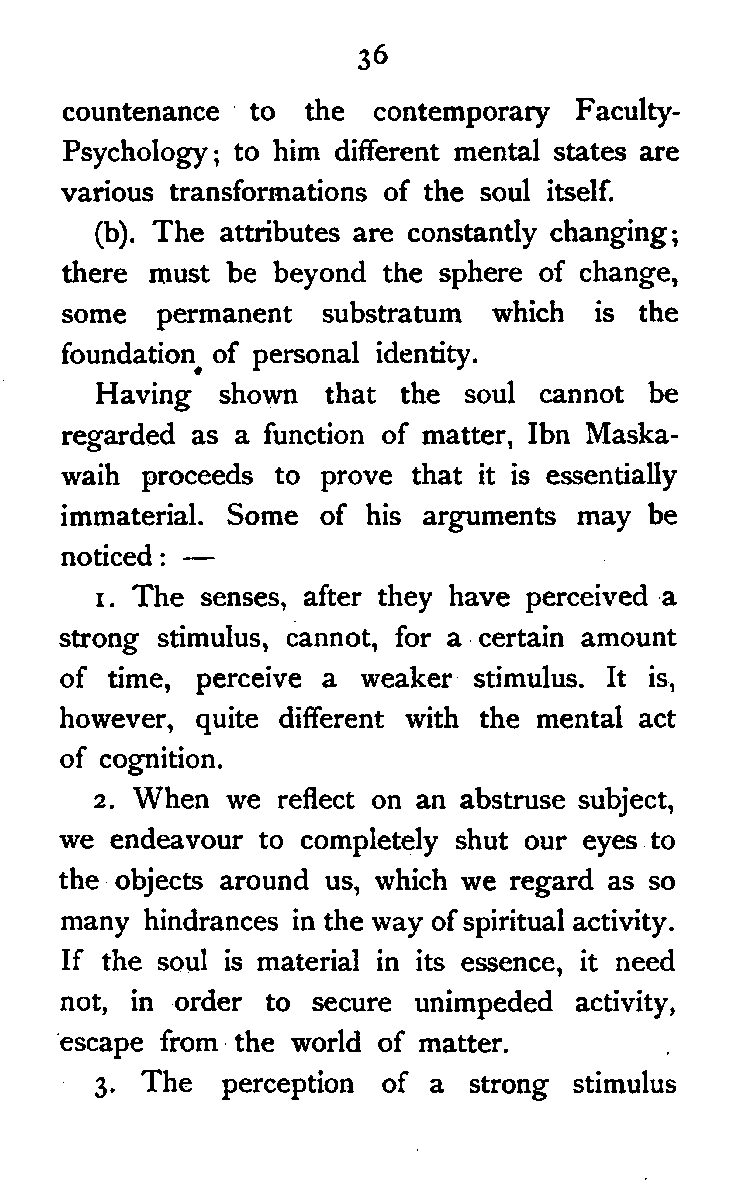 36
countenance to the contemporary Faculty-
Psychology; to him different mental states are
various transformations of the soul itself.
(b). The attributes are constantly changing;
there must be beyond the sphere of change,
some permanent substratum which is the
foundation of personal identity.
Having shown that the soul cannot be
regarded as a function of matter, Ibn Maska-
waih proceeds to prove that it is essentially
immaterial. Some of his arguments may be
noticed: —
1. The senses, after they have perceived a
strong stimulus, cannot, for a certain amount
of time, perceive a weaker stimulus. It is,
however, quite different with the mental act
of cognition.
2. When we reflect on an abstruse subject,
we endeavour to completely shut our eyes to
the objects around us, which we regard as so
many hindrances in the way of spiritual activity.
If the soul is material in its essence, it need
not, in order to secure unimpeded activity,
escape from the world of matter.
3. The perception of a strong stimulus